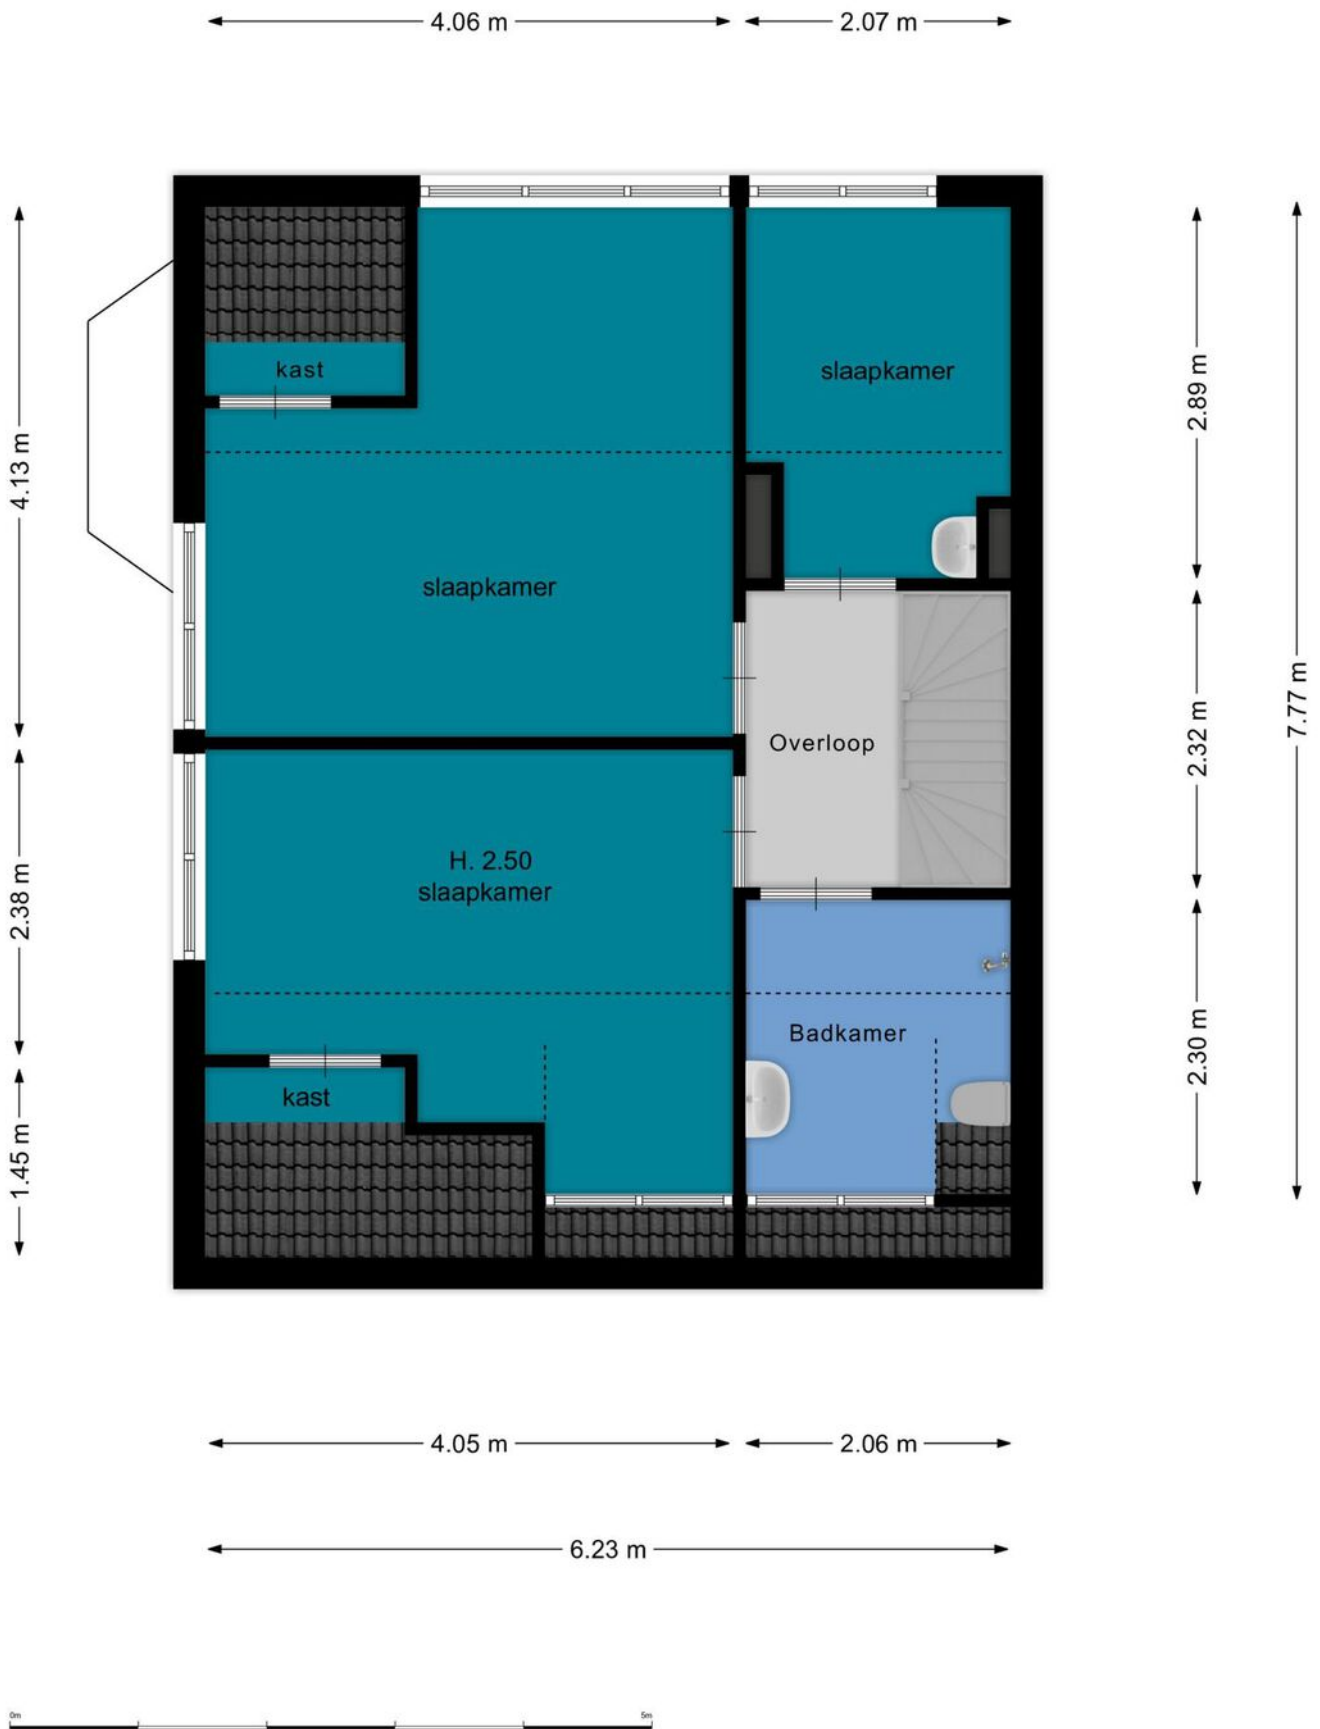 4.06 m
2.07 m
kast
slaapkamer
2.89 m
4.13 m
slaapkamer
7.77 m
2.32 m
Overloop
H. 2.50
slaapkamer
2.38 m
Badkamer
2.30 m
kast
1.45 m
4.05 m
2.06 m
6.23 m
0m
5m